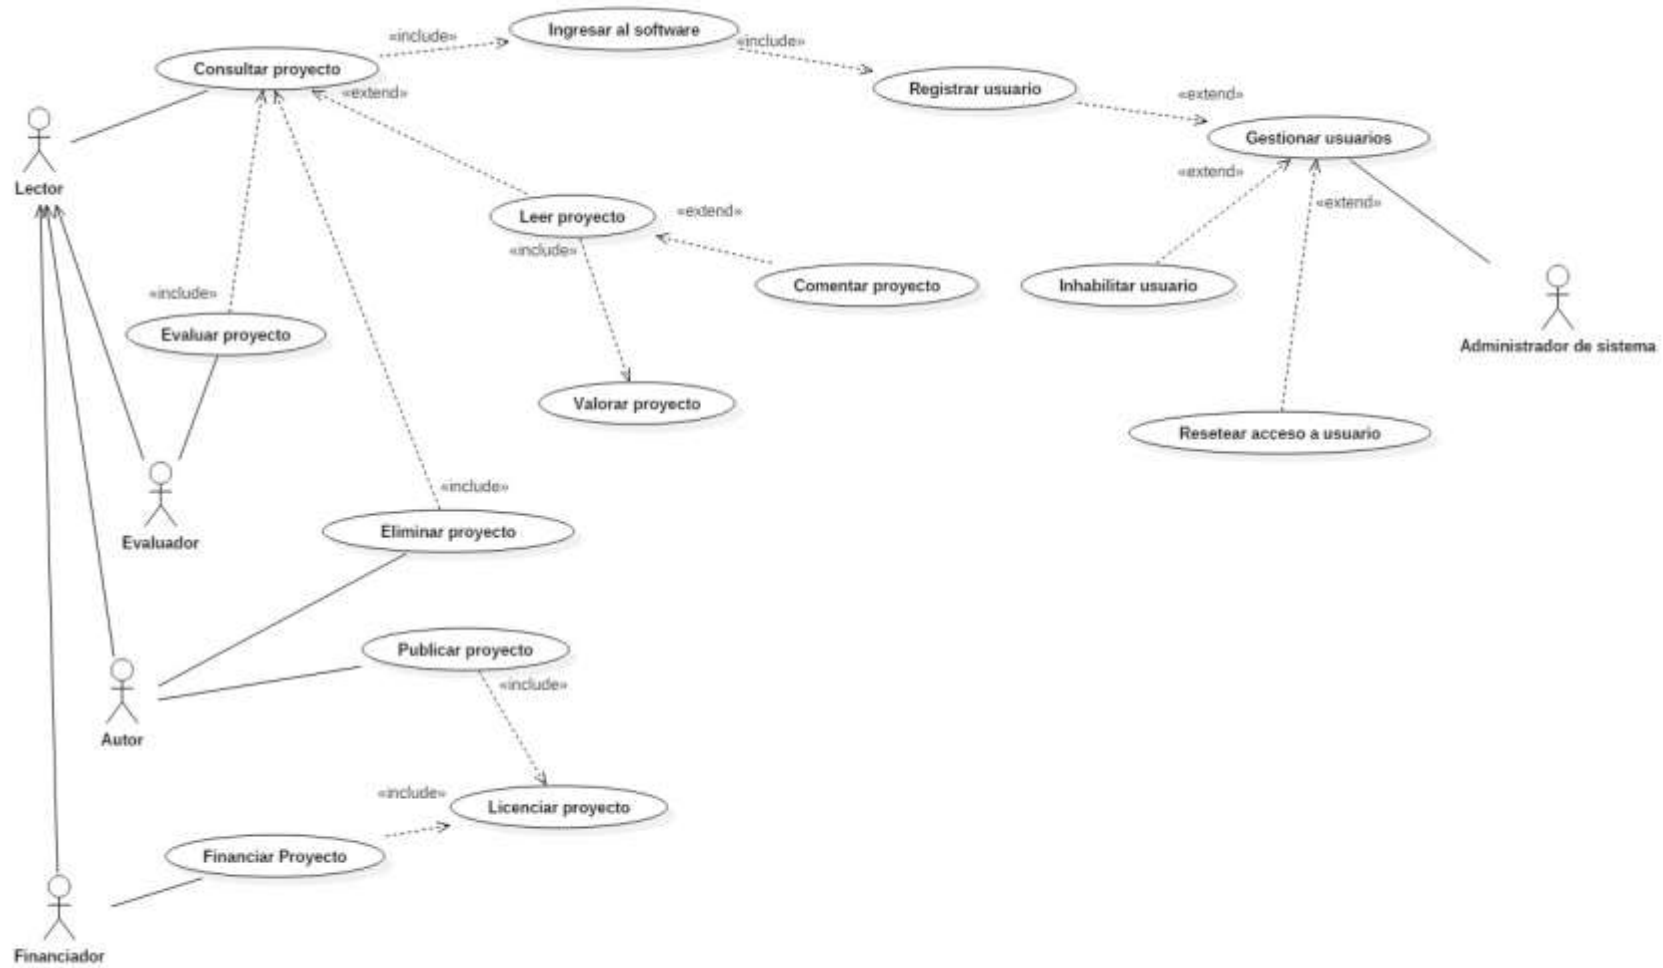 Ingresar al software
«include»
«include»
Consultar proyecto
Registrar usuario
«extend»
«extend»
Gestionar usuarios
Lector
«extend»
«extend»
Leer proyecto
«extend»
«include»
Comentar proyecto
Inhabilitar usuario
«include»
Evaluar proyecto
Administrador de sistema
Valorar proyecto
Resetear acceso a usuario
«include»
Eliminar proyecto
Evaluador
Publicar proyecto
«include»
Autor
«include»
Licenciar proyecto
Financiar Proyecto
Financiador